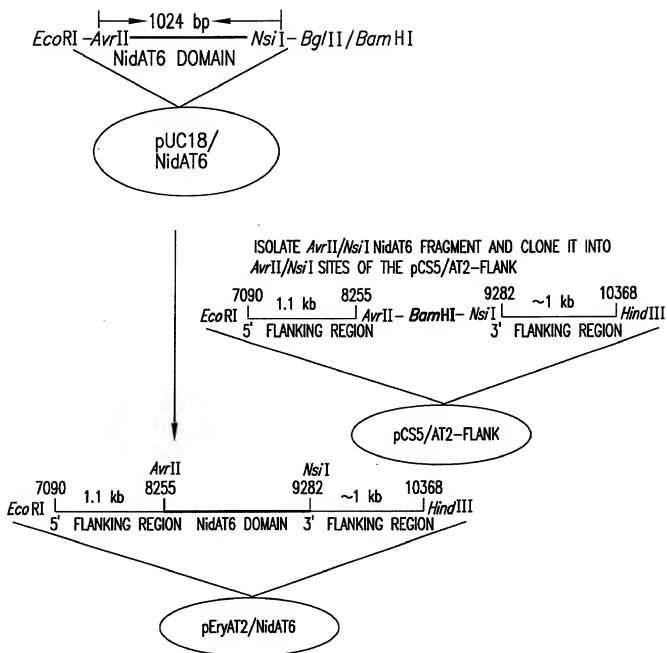 1024 bp
EcoRI-AvrII NsiI-BglII/BamHI
NidAT6 DOMAIN
pUC18/
NidAT6
ISOLATE AvrII/NsiI NidAT6 FRAGMENT AND CLONE IT INTO
AvrII/NsiI SITES OF THE pCS5/AT2-FLANK
7090 8255 9282 10368
1.1 kb ~1 kb
EcoRI AvrII- BamHI- NsiI HindIII
5' FLANKING REGION 3' FLANKING REGION
pCS5/AT2-FLANK
AvrII NsiI
7090 8255 9282 10368
1.1 kb ~1 kb
EcoRI HindIII
5' FLANKING REGION NidAT6 DOMAIN 3' FLANKING REGION
pEryAT2/NidAT6